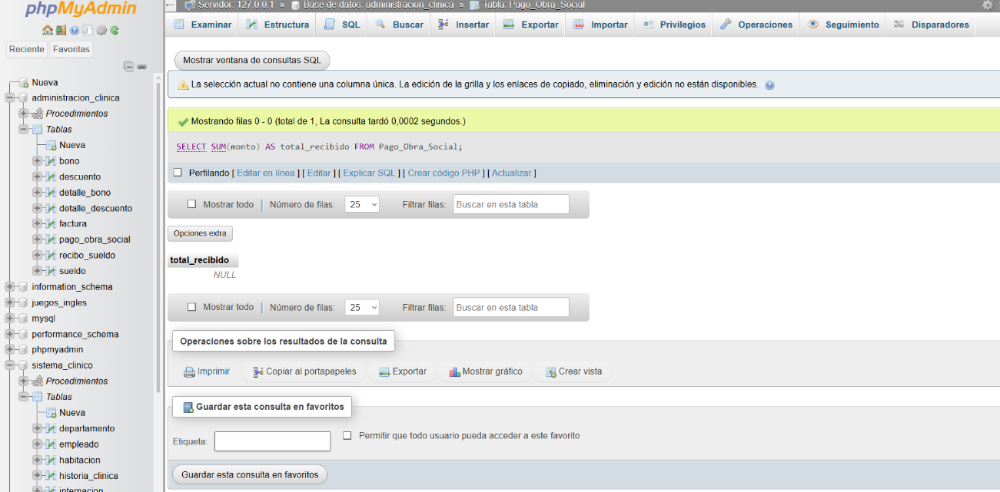 phpMyAdmin
Reciente Favoritas
Nueva
administracion_clinica
Procedimientos
Tablas
Nueva
bono
descuento
detalle_bono
detalle_descuento
factura
pago_obra_social
recibo_sueldo
sueldo
information_schema
juegos_ingles
mysql
performance_schema
phpmyadmin
sistema_clinico
Procedimientos
Tablas
Nueva
departamento
empleado
habitacion
historia_clinica
internacion
Servidor: 127.0.0.1 » Base de datos: administracion_clinica » Tabla: Pago_Obra_Social
Examinar Estructura SQL Buscar Insertar Exportar Importar Privilegios Operaciones Seguimiento Disparadores
Mostrar ventana de consultas SQL
La selección actual no contiene una columna única. La edición de la grilla y los enlaces de copiado, eliminación y edición no están disponibles.
Mostrando filas 0 - 0 (total de 1, La consulta tardó 0,0002 segundos.)
SELECT SUM(monto) AS total_recibido FROM Pago_Obra_Social;
Perfilando [ Editar en línea ] [ Editar ] [ Explicar SQL ] [ Crear código PHP ] [ Actualizar ]
Mostrar todo | Número de filas: 25 Filtrar filas: Buscar en esta tabla
Opciones extra
total_recibido
NULL
Mostrar todo | Número de filas: 25 Filtrar filas: Buscar en esta tabla
Operaciones sobre los resultados de la consulta
Imprimir Copiar al portapapeles Exportar Mostrar gráfico Crear vista
Guardar esta consulta en favoritos
Etiqueta: Permitir que todo usuario pueda acceder a este favorito
Guardar esta consulta en favoritos